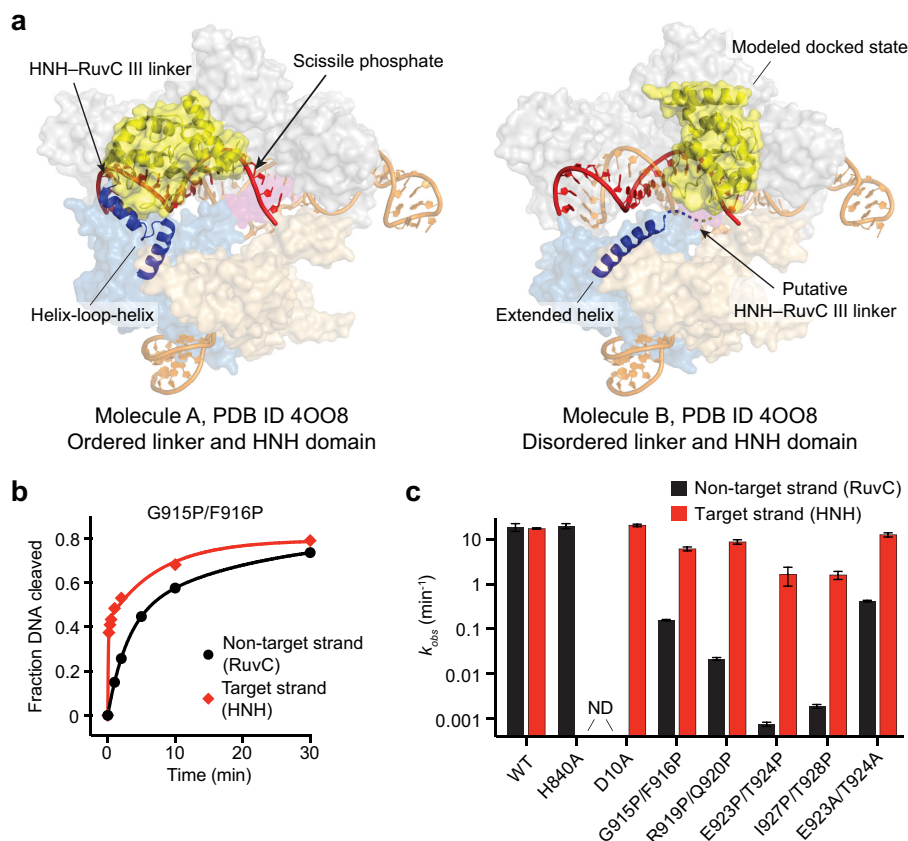 a
HNH–RuvC III linker
Scissile phosphate
Helix-loop-helix
Molecule A, PDB ID 4OO8
Ordered linker and HNH domain
Modeled docked state
Extended helix
Putative
HNH–RuvC III linker
Molecule B, PDB ID 4OO8
Disordered linker and HNH domain
b
G915P/F916P
Fraction DNA cleaved
0.8
0.6
0.4
0.2
0
0
10
20
30
Time (min)
Non-target strand
(RuvC)
Target strand
(HNH)
c
Non-target strand (RuvC)
Target strand (HNH)
kobs (min⁻¹)
10
1
0.1
0.01
0.001
ND
WT
H840A
D10A
G915P/F916P
R919P/Q920P
E923P/T924P
I927P/T928P
E923A/T924A